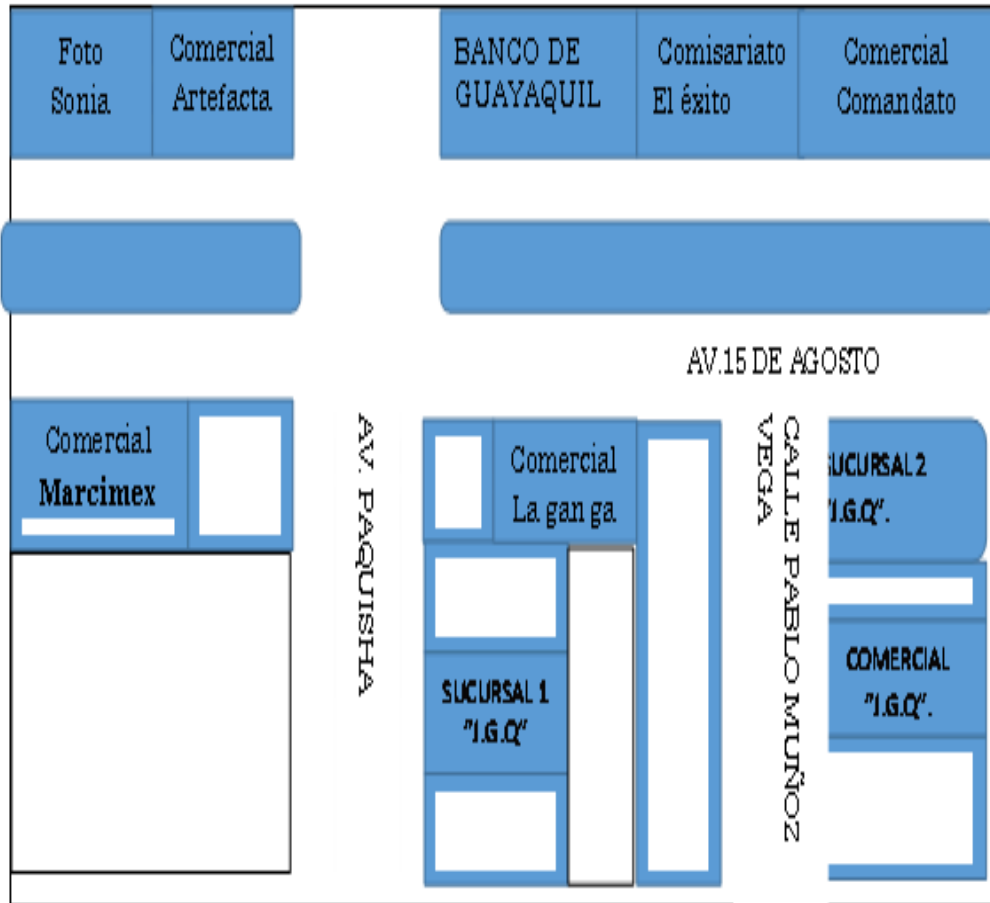 Foto
Sonia
Comercial
Artefacta
BANCO DE
GUAYAQUIL
Comisariato
El éxito
Comercial
Comandato
AV.15 DE AGOSTO
Comercial
Marcimex
AV. PAQUISHA
Comercial
La gan ga
CALLE PABLO MUÑOZ
VEGA
SUCURSAL 2
"J.G.Q".
SUCURSAL 1
"J.G.Q"
COMERCIAL
"J.G.Q".